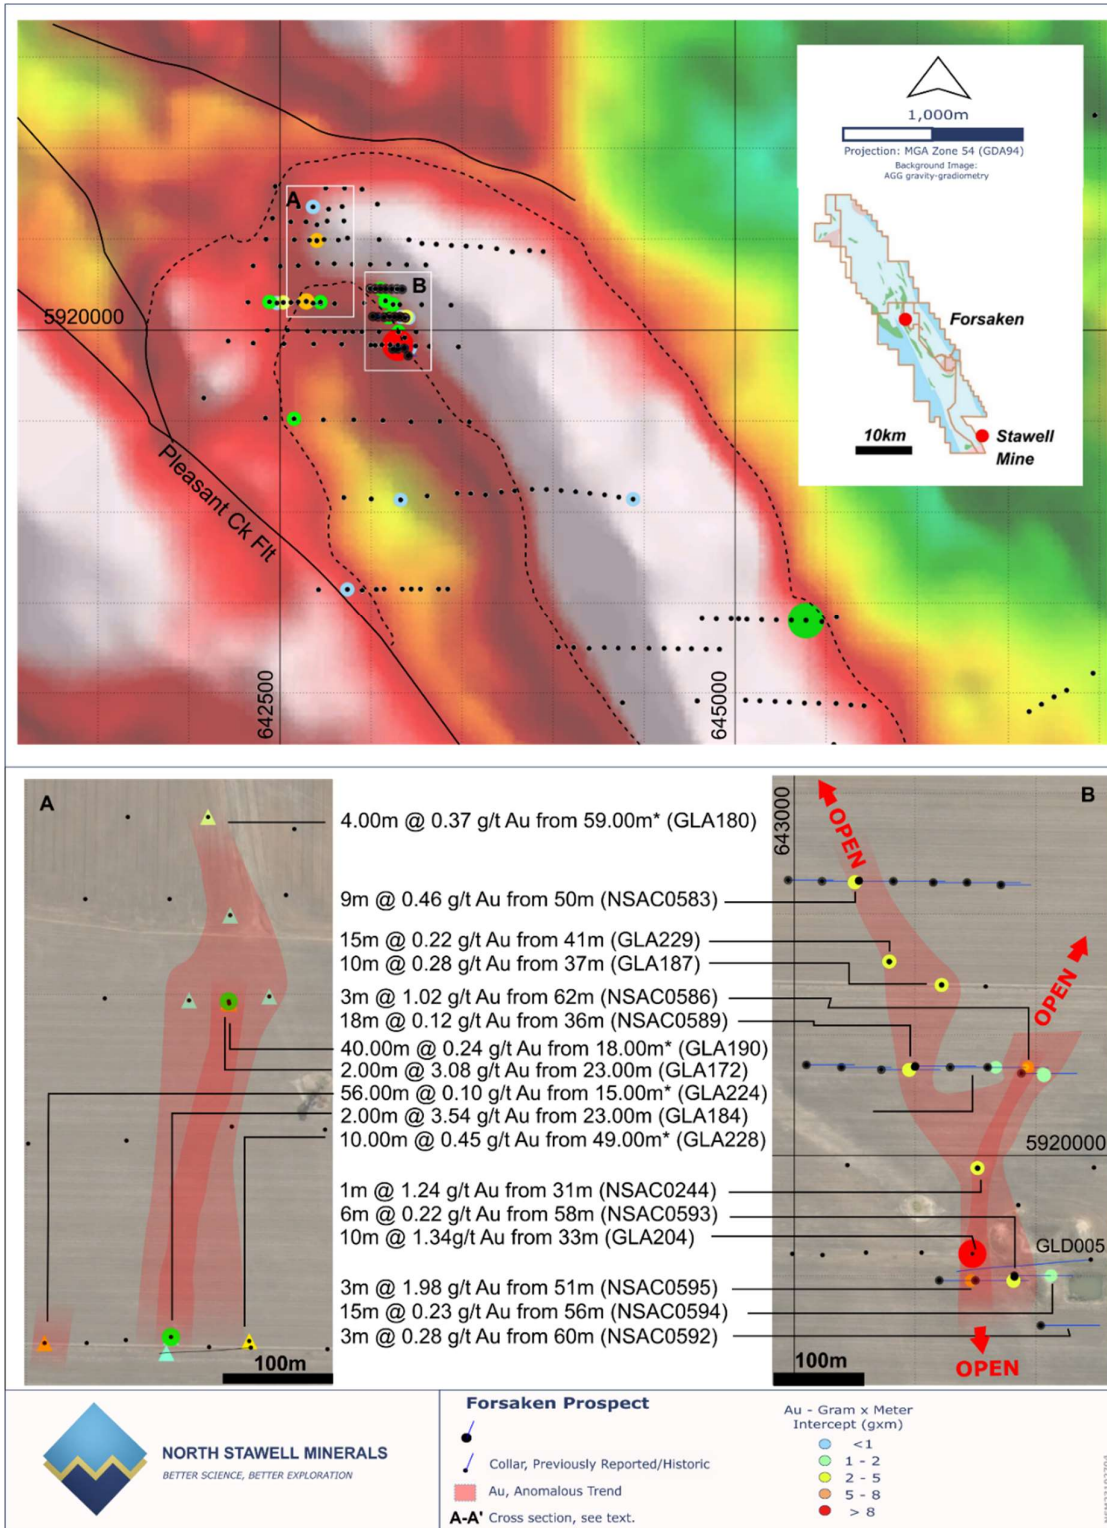 1,000m
Projection: MGA Zone 54 (GDA94)
Background Image:
AGG gravity-gradiometry
A
B
5920000
Forsaken
10km
Stawell
Mine
Pleasant Ck Flt
642500
645000
A
4.00m @ 0.37 g/t Au from 59.00m* (GLA180)
9m @ 0.46 g/t Au from 50m (NSAC0583)
15m @ 0.22 g/t Au from 41m (GLA229)
10m @ 0.28 g/t Au from 37m (GLA187)
3m @ 1.02 g/t Au from 62m (NSAC0586)
18m @ 0.12 g/t Au from 36m (NSAC0589)
40.00m @ 0.24 g/t Au from 18.00m* (GLA190)
2.00m @ 3.08 g/t Au from 23.00m (GLA172)
56.00m @ 0.10 g/t Au from 15.00m* (GLA224)
2.00m @ 3.54 g/t Au from 23.00m (GLA184)
10.00m @ 0.45 g/t Au from 49.00m* (GLA228)
1m @ 1.24 g/t Au from 31m (NSAC0244)
6m @ 0.22 g/t Au from 58m (NSAC0593)
10m @ 1.34g/t Au from 33m (GLA204)
3m @ 1.98 g/t Au from 51m (NSAC0595)
15m @ 0.23 g/t Au from 56m (NSAC0594)
3m @ 0.28 g/t Au from 60m (NSAC0592)
100m
643000
B
OPEN
OPEN
5920000
GLD005
100m
OPEN
NORTH STAWELL MINERALS
BETTER SCIENCE, BETTER EXPLORATION
Forsaken Prospect
Collar, Previously Reported/Historic
Au, Anomalous Trend
A-A' Cross section, see text.
Au - Gram x Meter
Intercept (gxm)
<1
1 - 2
2 - 5
5 - 8
> 8